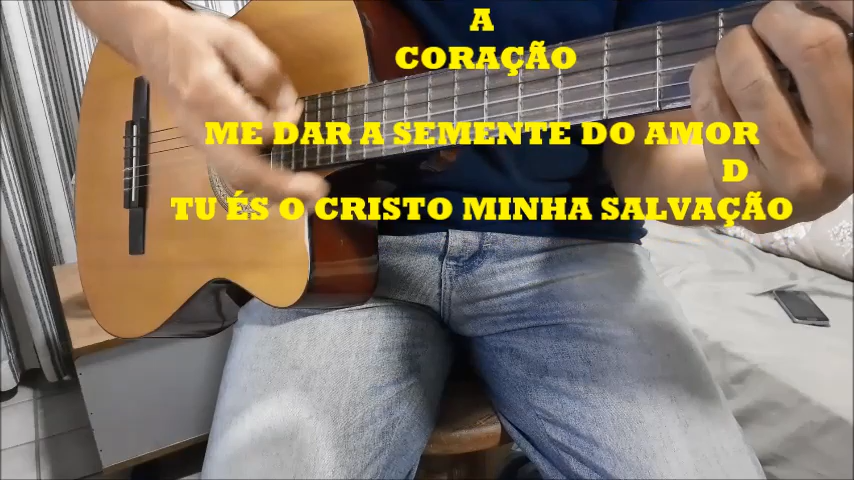 A
CORAÇÃO
ME DAR A SEMENTE DO AMOR
D
TU ÉS O CRISTO MINHA SALVAÇÃO